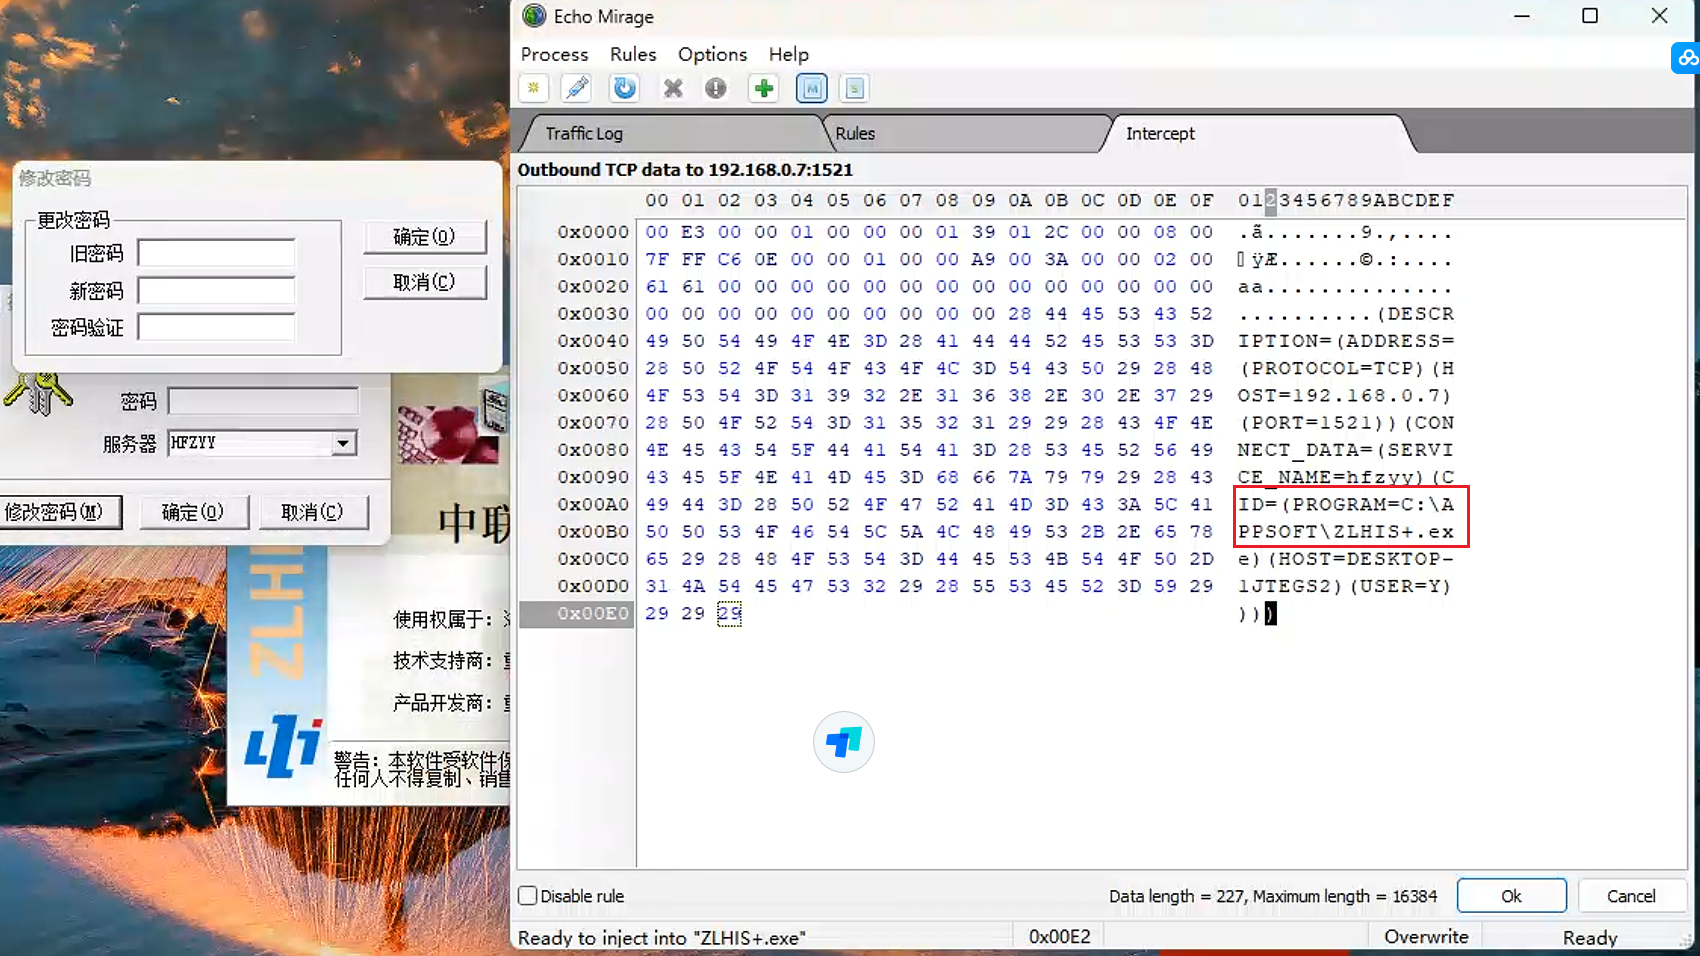 Echo Mirage
Process Rules Options Help
Traffic Log
Rules
Intercept
Outbound TCP data to 192.168.0.7:1521
00 01 02 03 04 05 06 07 08 09 0A 0B 0C 0D 0E 0F 0123456789ABCDEF
0x0000 00 E3 00 00 01 00 00 00 01 39 01 2C 00 00 08 00 .ã.......9.,....
0x0010 7F FF C6 0E 00 00 01 00 00 A9 00 3A 00 00 02 00 ▯ÿÆ......©.:....
0x0020 61 61 00 00 00 00 00 00 00 00 00 00 00 00 00 00 aa..............
0x0030 00 00 00 00 00 00 00 00 00 00 28 44 45 53 43 52 ..........(DESCR
0x0040 49 50 54 49 4F 4E 3D 28 41 44 44 52 45 53 53 3D IPTION=(ADDRESS=
0x0050 28 50 52 4F 54 4F 43 4F 4C 3D 54 43 50 29 28 48 (PROTOCOL=TCP)(H
0x0060 4F 53 54 3D 31 39 32 2E 31 36 38 2E 30 2E 37 29 OST=192.168.0.7)
0x0070 28 50 4F 52 54 3D 31 35 32 31 29 29 28 43 4F 4E (PORT=1521))(CON
0x0080 4E 45 43 54 5F 44 41 54 41 3D 28 53 45 52 56 49 NECT_DATA=(SERVI
0x0090 43 45 5F 4E 41 4D 45 3D 68 66 7A 79 79 29 28 43 CE_NAME=hfzyy)(C
0x00A0 49 44 3D 28 50 52 4F 47 52 41 4D 3D 43 3A 5C 41 ID=(PROGRAM=C:\A
0x00B0 50 50 53 4F 46 54 5C 5A 4C 48 49 53 2B 2E 65 78 PPSOFT\ZLHIS+.ex
0x00C0 65 29 28 48 4F 53 54 3D 44 45 53 4B 54 4F 50 2D e)(HOST=DESKTOP-
0x00D0 31 4A 54 45 47 53 32 29 28 55 53 45 52 3D 59 29 1JTEGS2)(USER=Y)
0x00E0 29 29 29 )))
Disable rule
Data length = 227, Maximum length = 16384
Ok
Cancel
Ready to inject into "ZLHIS+.exe"
0x00E2
Overwrite
Ready
修改密码
更改密码
旧密码
新密码
密码验证
确定(O)
取消(C)
密码
服务器 HFZYY
修改密码(M)
确定(O)
取消(C)
中联
ZLHIS
使用权属于:
技术支持商:
产品开发商:
警告: 本软件受软件保
任何人不得复制、销售